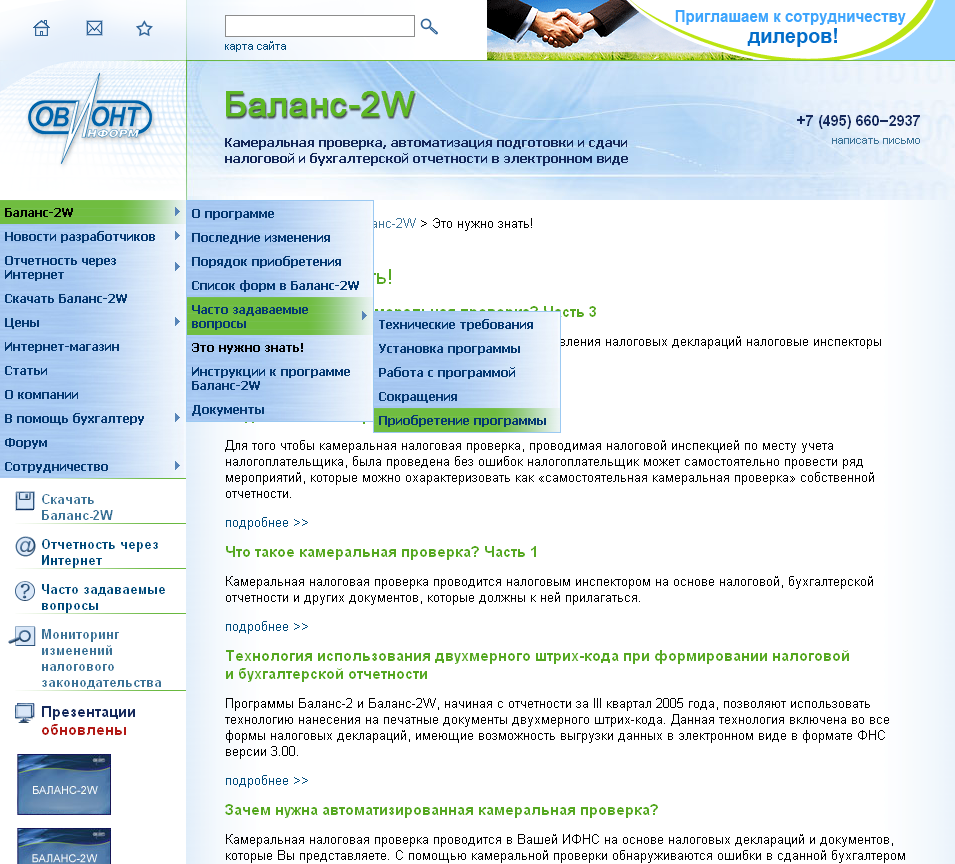 Приглашаем к сотрудничеству
дилеров!
карта сайта
ОВИОНТ
ИНФОРМ
Баланс-2W
Камеральная проверка, автоматизация подготовки и сдачи
налоговой и бухгалтерской отчетности в электронном виде
+7 (495) 660–2937
написать письмо
Баланс-2W
Новости разработчиков
Отчетность через
Интернет
Скачать Баланс-2W
Цены
Интернет-магазин
Статьи
О компании
В помощь бухгалтеру
Форум
Сотрудничество
О программе
Последние изменения
Порядок приобретения
Список форм в Баланс-2W
Часто задаваемые
вопросы
Это нужно знать!
Инструкции к программе
Баланс-2W
Документы
Технические требования
Установка программы
Работа с программой
Сокращения
Приобретение программы
Скачать
Баланс-2W
Отчетность через
Интернет
Часто задаваемые
вопросы
Мониторинг
изменений
налогового
законодательства
Презентации
обновлены
БАЛАНС-2W
БАЛАНС-2W
анс-2W > Это нужно знать!
ть!
проверка? Часть 3
вления налоговых деклараций налоговые инспекторы
Для того чтобы камеральная налоговая проверка, проводимая налоговой инспекцией по месту учета
налогоплательщика, была проведена без ошибок налогоплательщик может самостоятельно провести ряд
мероприятий, которые можно охарактеризовать как «самостоятельная камеральная проверка» собственной
отчетности.
подробнее >>
Что такое камеральная проверка? Часть 1
Камеральная налоговая проверка проводится налоговым инспектором на основе налоговой, бухгалтерской
отчетности и других документов, которые должны к ней прилагаться.
подробнее >>
Технология использования двухмерного штрих-кода при формировании налоговой
и бухгалтерской отчетности
Программы Баланс-2 и Баланс-2W, начиная с отчетности за III квартал 2005 года, позволяют использовать
технологию нанесения на печатные документы двухмерного штрих-кода. Данная технология включена во все
формы налоговых деклараций, имеющие возможность выгрузки данных в электронном виде в формате ФНС
версии 3.00.
подробнее >>
Зачем нужна автоматизированная камеральная проверка?
Камеральная налоговая проверка проводится в Вашей ИФНС на основе налоговых деклараций и документов,
которые Вы представляете. С помощью камеральной проверки обнаруживаются ошибки в сданной бухгалтером